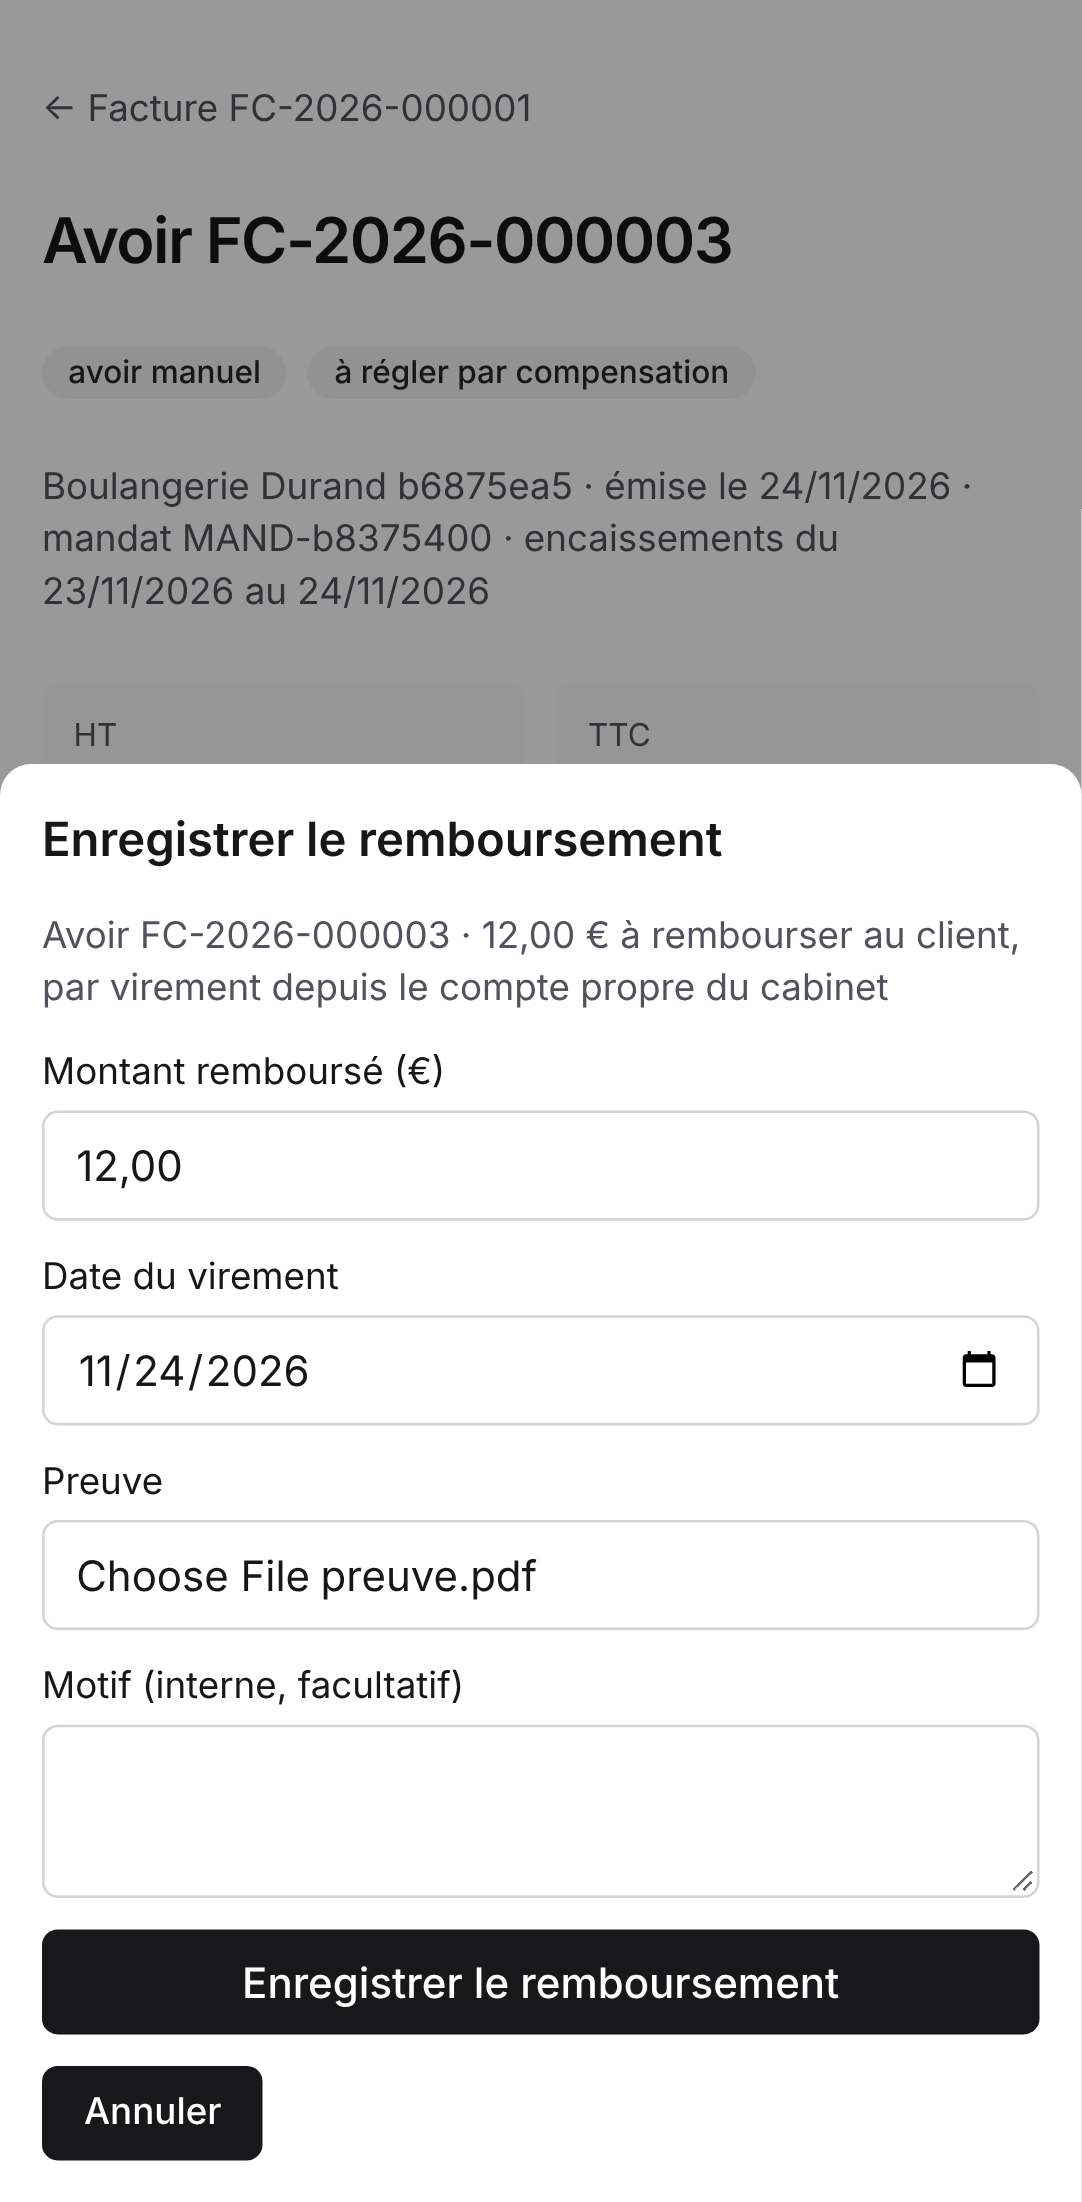 ← Facture FC-2026-000001
Avoir FC-2026-000003
avoir manuel à régler par compensation
Boulangerie Durand b6875ea5 · émise le 24/11/2026 ·
mandat MAND-b8375400 · encaissements du
23/11/2026 au 24/11/2026
HT TTC
Enregistrer le remboursement
Avoir FC-2026-000003 · 12,00 € à rembourser au client,
par virement depuis le compte propre du cabinet
Montant remboursé (€)
12,00
Date du virement
11/24/2026
Preuve
Choose File preuve.pdf
Motif (interne, facultatif)
Enregistrer le remboursement
Annuler